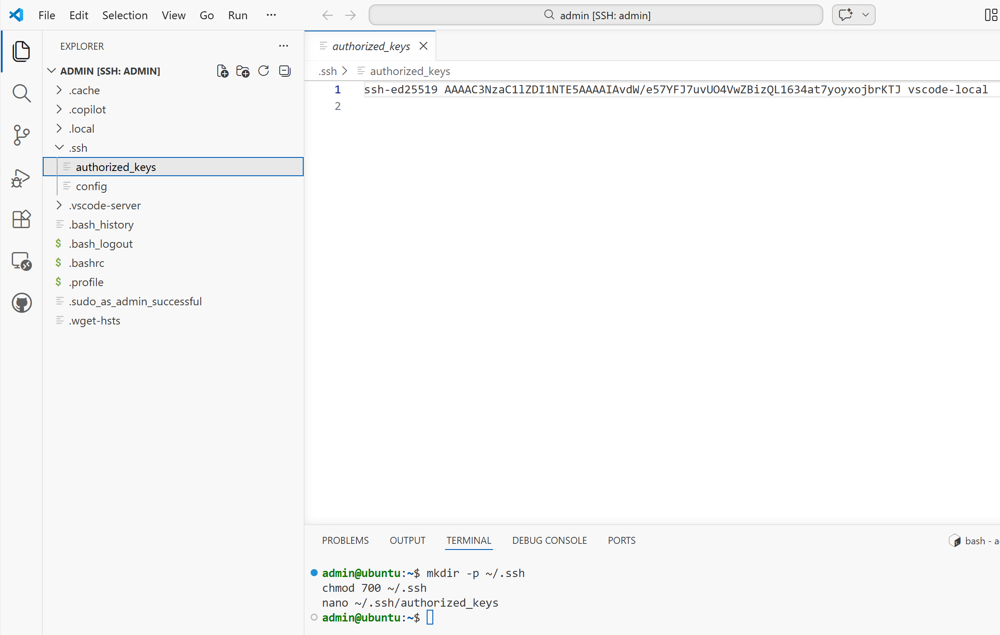 File Edit Selection View Go Run ···
admin [SSH: admin]
EXPLORER
ADMIN [SSH: ADMIN]
.cache
.copilot
.local
.ssh
authorized_keys
config
.vscode-server
.bash_history
$ .bash_logout
$ .bashrc
$ .profile
.sudo_as_admin_successful
.wget-hsts
authorized_keys
.ssh > authorized_keys
1 ssh-ed25519 AAAAC3NzaC1lZDI1NTE5AAAAIAvdW/e57YFJ7uvUO4VwZBizQL1634at7yoyxojbrKTJ vscode-local
2
PROBLEMS OUTPUT TERMINAL DEBUG CONSOLE PORTS
bash - a
admin@ubuntu:~$ mkdir -p ~/.ssh
chmod 700 ~/.ssh
nano ~/.ssh/authorized_keys
admin@ubuntu:~$